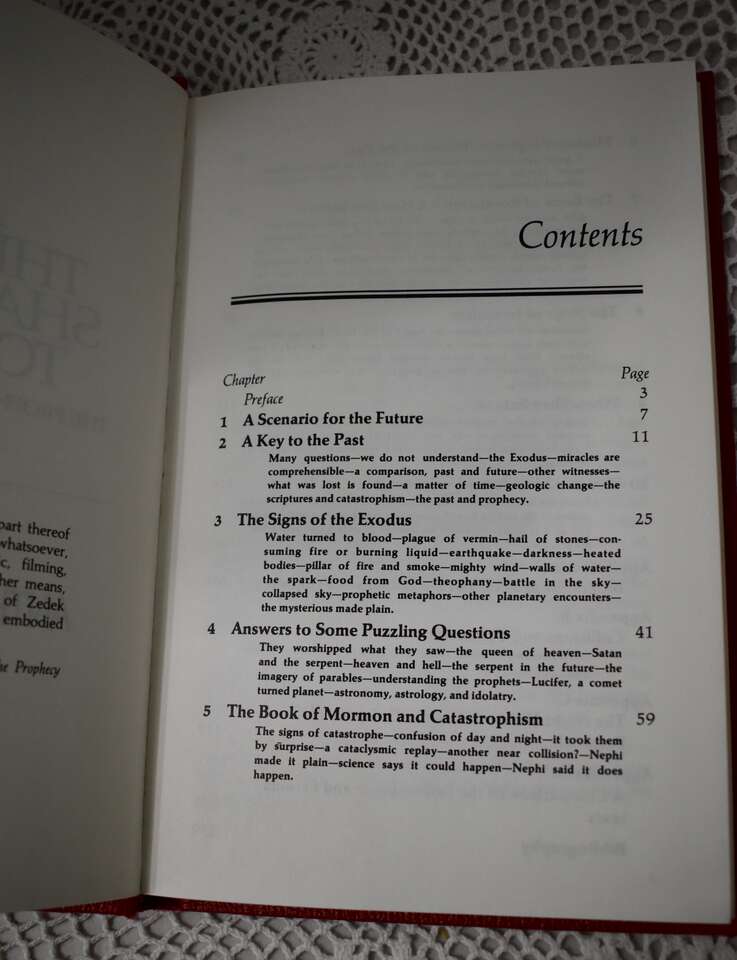 part thereof
whatsoever,
c, filming,
her means,
of Zedek
embodied
he Prophecy
Contents
Chapter Page
Preface 3
1 A Scenario for the Future 7
2 A Key to the Past 11
Many questions—we do not understand—the Exodus—miracles are
comprehensible—a comparison, past and future—other witnesses—
what was lost is found—a matter of time—geologic change—the
scriptures and catastrophism—the past and prophecy.
3 The Signs of the Exodus 25
Water turned to blood—plague of vermin—hail of stones—con-
suming fire or burning liquid—earthquake—darkness—heated
bodies—pillar of fire and smoke—mighty wind—walls of water—
the spark—food from God—theophany—battle in the sky—
collapsed sky—prophetic metaphors—other planetary encounters—
the mysterious made plain.
4 Answers to Some Puzzling Questions 41
They worshipped what they saw—the queen of heaven—Satan
and the serpent—heaven and hell—the serpent in the future—the
imagery of parables—understanding the prophets—Lucifer, a comet
turned planet—astronomy, astrology, and idolatry.
5 The Book of Mormon and Catastrophism 59
The signs of catastrophe—confusion of day and night—it took them
by surprise—a cataclysmic replay—another near collision?—Nephi
made it plain—science says it could happen—Nephi said it does
happen.